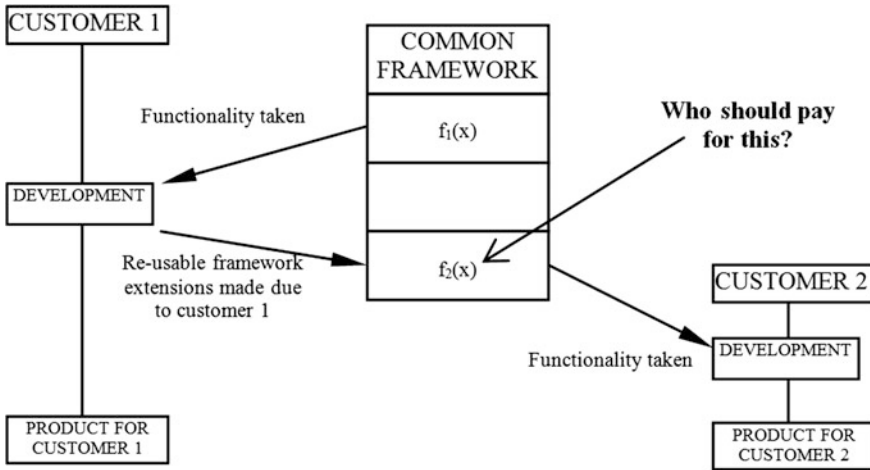 CUSTOMER 1
COMMON
FRAMEWORK
Functionality taken
f₁(x)
Who should pay
for this?
DEVELOPMENT
Re-usable framework
extensions made due
to customer 1
f₂(x)
CUSTOMER 2
Functionality taken
DEVELOPMENT
PRODUCT FOR
CUSTOMER 1
PRODUCT FOR
CUSTOMER 2